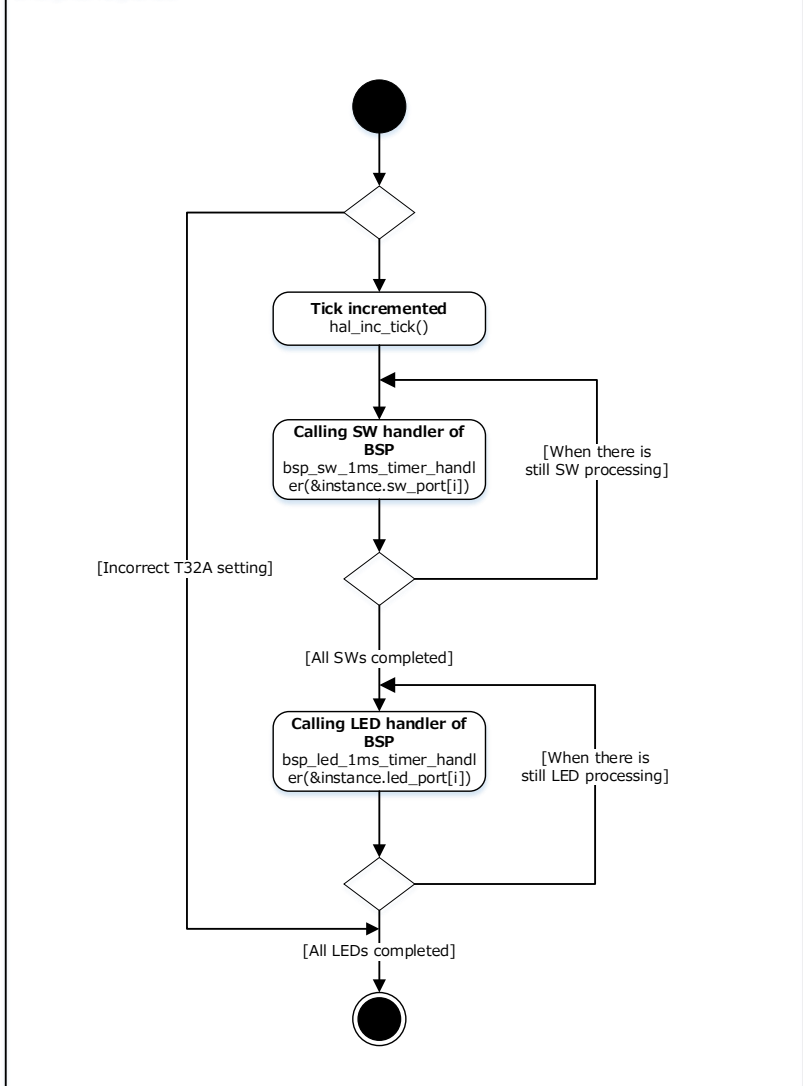 Tick incremented
hal_inc_tick()
Calling SW handler of
BSP
bsp_sw_1ms_timer_handl
er(&instance.sw_port[i])
[When there is
still SW processing]
[Incorrect T32A setting]
[All SWs completed]
Calling LED handler of
BSP
bsp_led_1ms_timer_handl
er(&instance.led_port[i])
[When there is
still LED processing]
[All LEDs completed]